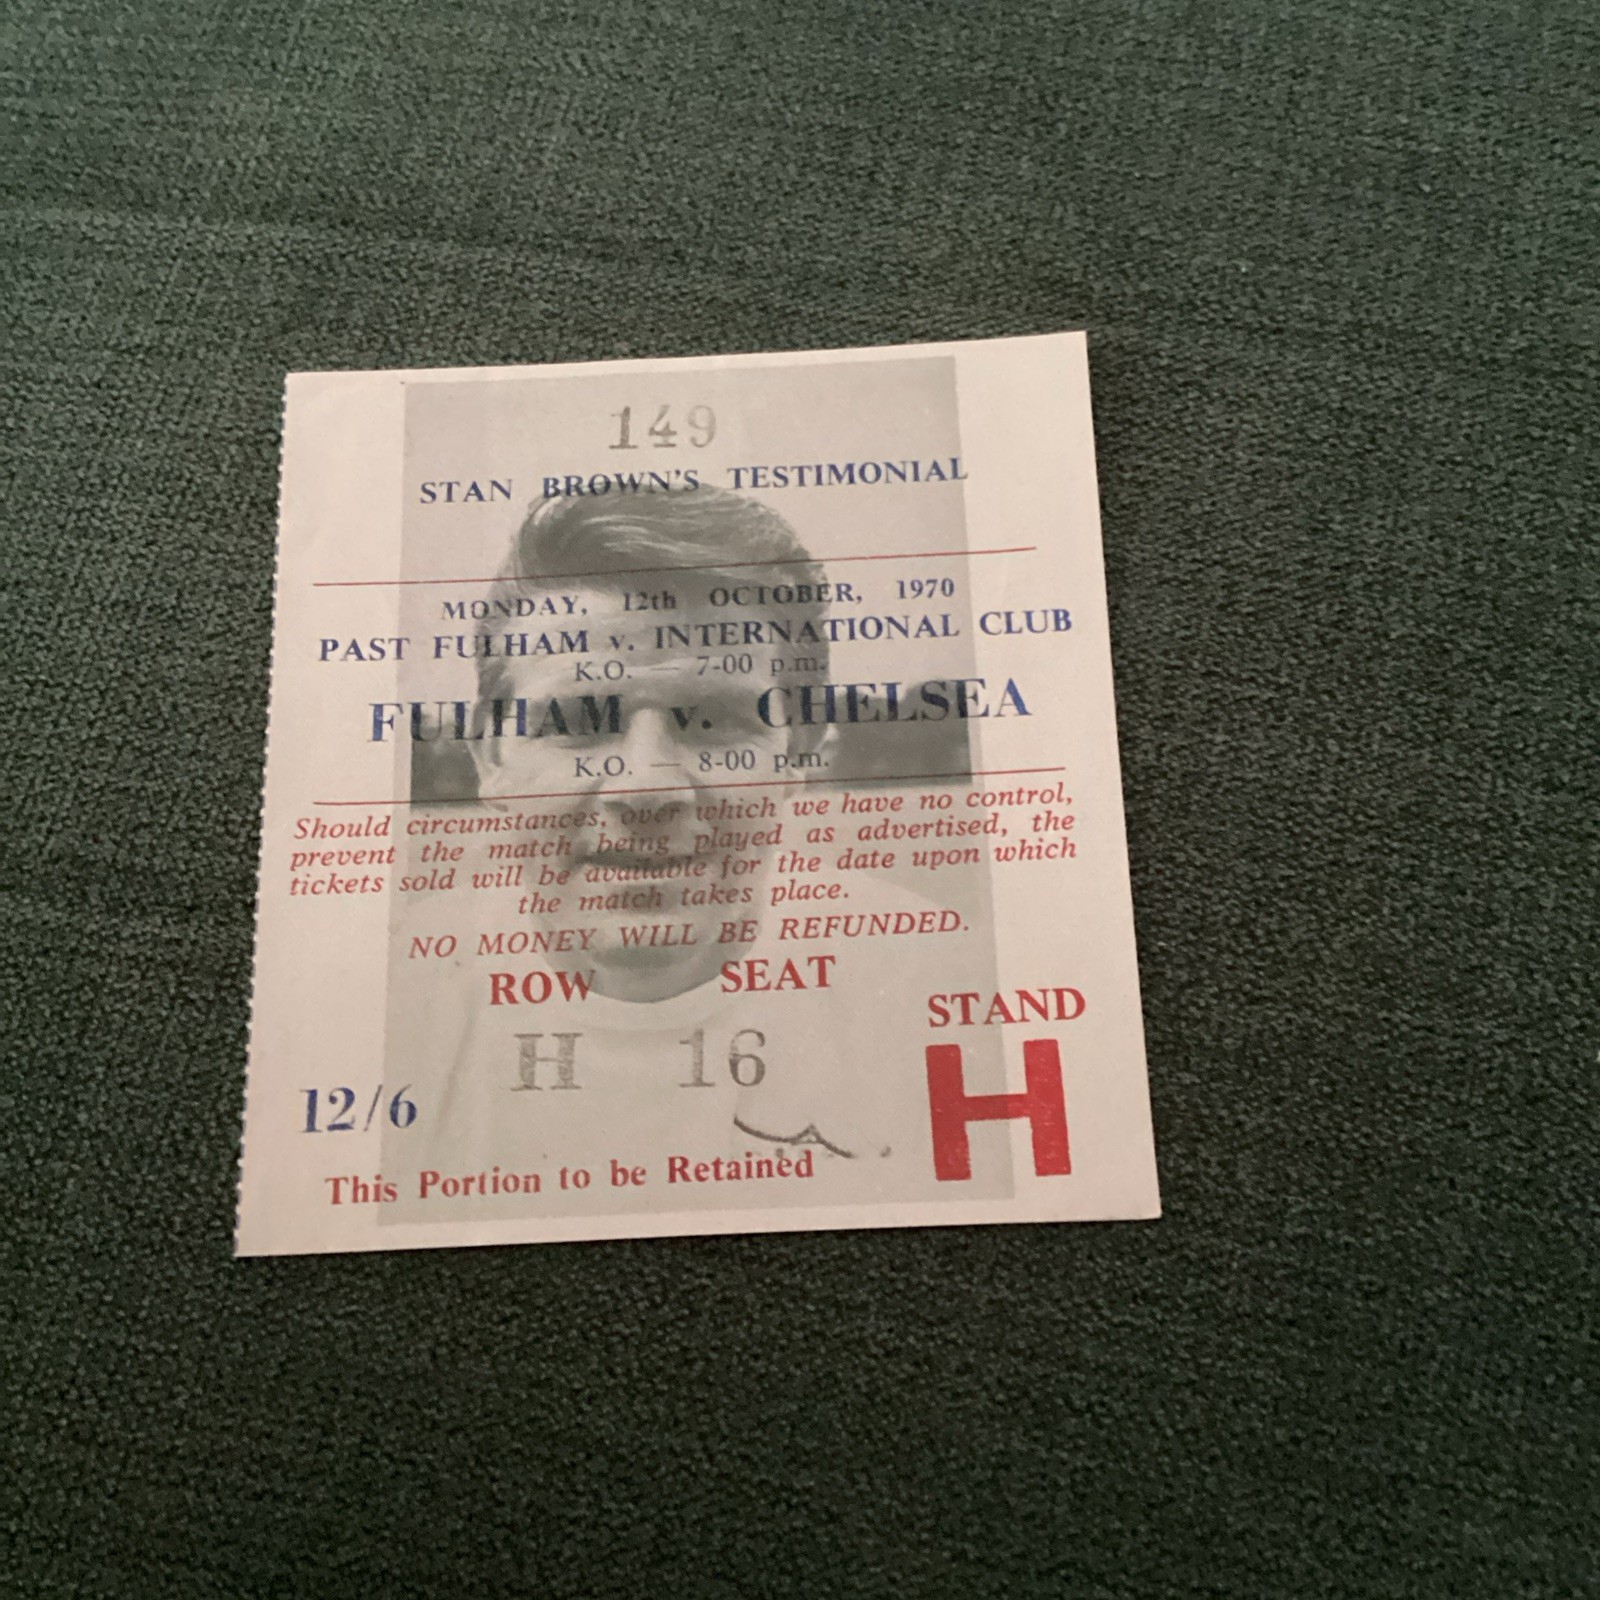 149
STAN BROWN'S TESTIMONIAL
MONDAY, 12th OCTOBER, 1970
PAST FULHAM v. INTERNATIONAL CLUB
K.O. — 7-00 p.m.
FULHAM v. CHELSEA
K.O. — 8-00 p.m.
Should circumstances, over which we have no control,
prevent the match being played as advertised, the
tickets sold will be available for the date upon which
the match takes place.
NO MONEY WILL BE REFUNDED.
ROW SEAT
STAND
H 16
H
12/6
This Portion to be Retained